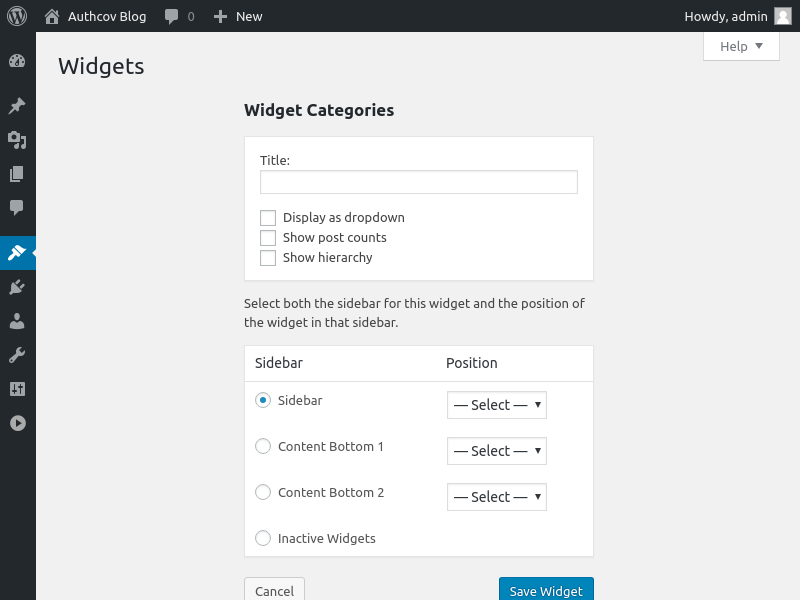 Authcov Blog 0 New Howdy, admin
Help
Widgets
Widget Categories
Title:
Display as dropdown
Show post counts
Show hierarchy
Select both the sidebar for this widget and the position of
the widget in that sidebar.
Sidebar Position
Sidebar — Select —
Content Bottom 1 — Select —
Content Bottom 2 — Select —
Inactive Widgets
Cancel Save Widget